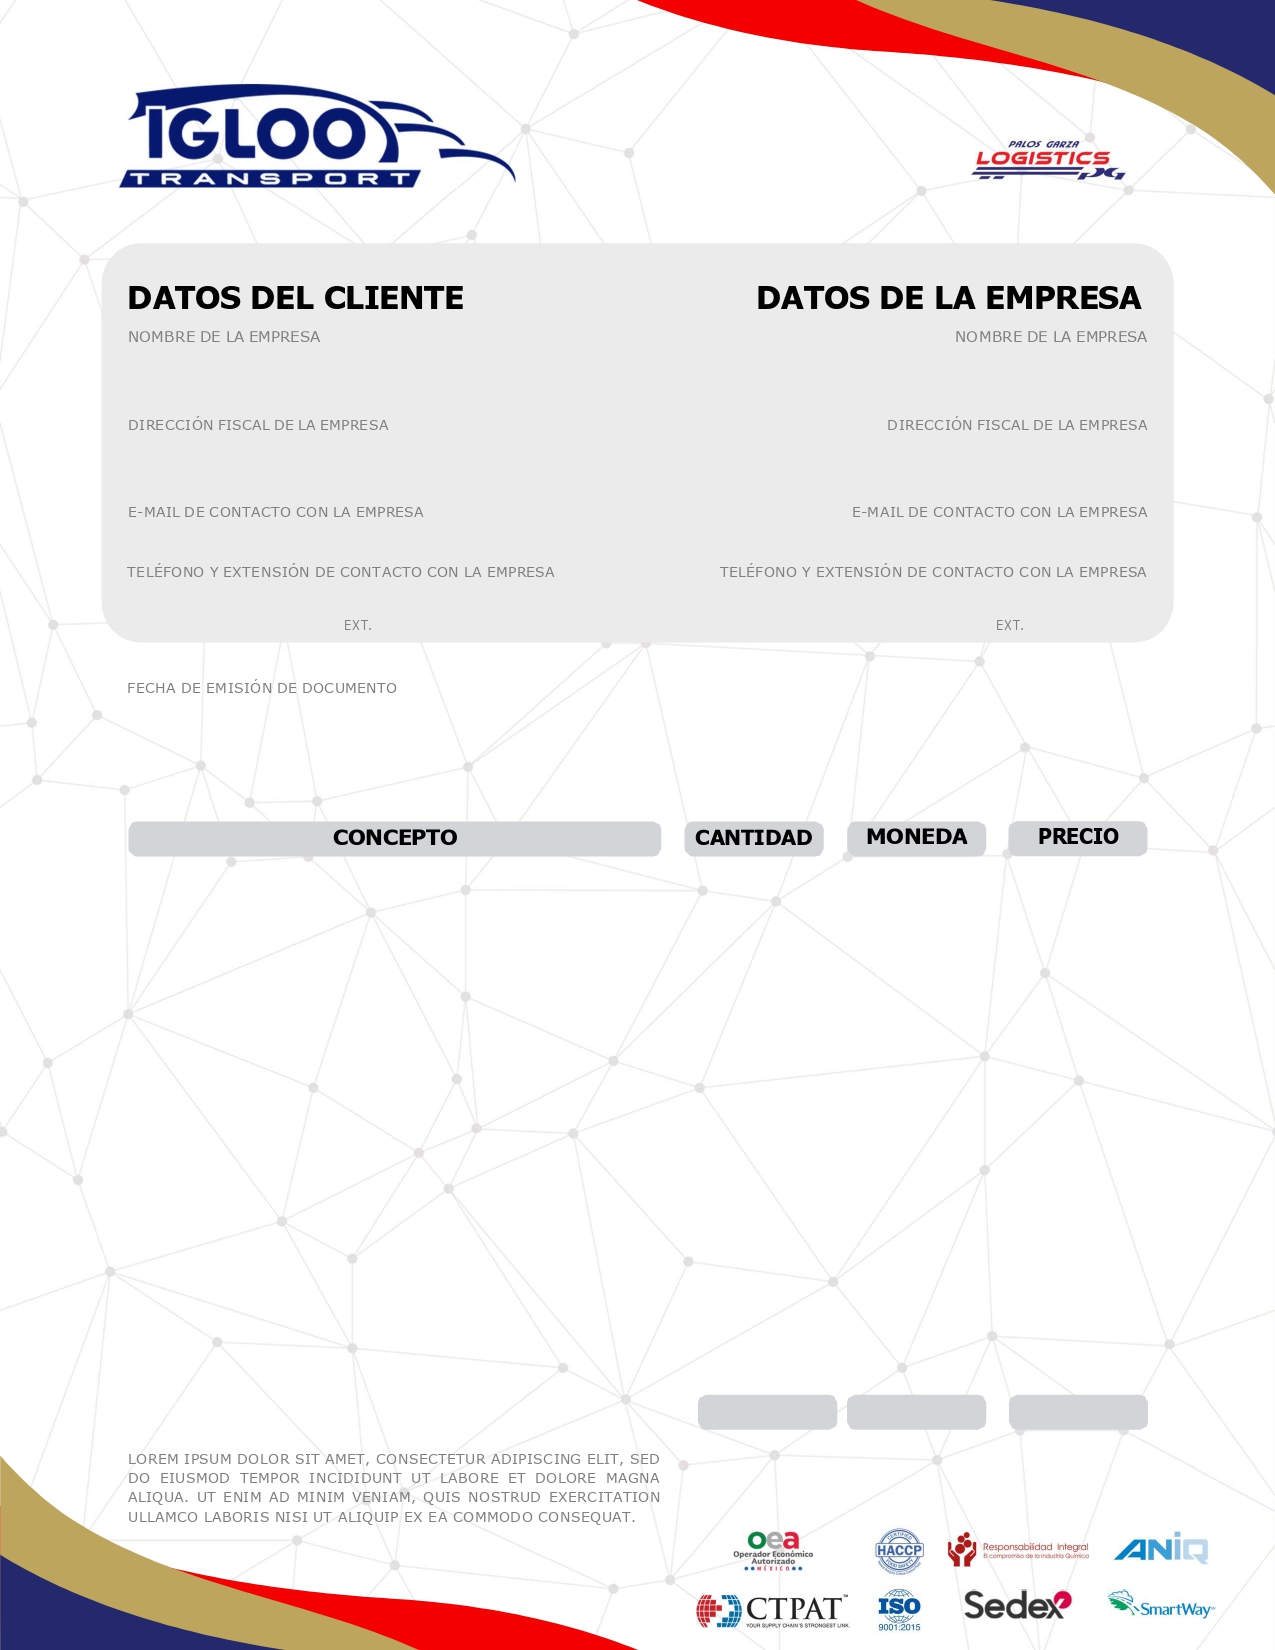 IGLOO
TRANSPORT
PALOS GARZA
LOGISTICS
PG
DATOS DEL CLIENTE
DATOS DE LA EMPRESA
NOMBRE DE LA EMPRESA
NOMBRE DE LA EMPRESA
DIRECCIÓN FISCAL DE LA EMPRESA
DIRECCIÓN FISCAL DE LA EMPRESA
E-MAIL DE CONTACTO CON LA EMPRESA
E-MAIL DE CONTACTO CON LA EMPRESA
TELÉFONO Y EXTENSIÓN DE CONTACTO CON LA EMPRESA
TELÉFONO Y EXTENSIÓN DE CONTACTO CON LA EMPRESA
EXT.
EXT.
FECHA DE EMISIÓN DE DOCUMENTO
CONCEPTO
CANTIDAD
MONEDA
PRECIO
LOREM IPSUM DOLOR SIT AMET, CONSECTETUR ADIPISCING ELIT, SED
DO EIUSMOD TEMPOR INCIDIDUNT UT LABORE ET DOLORE MAGNA
ALIQUA. UT ENIM AD MINIM VENIAM, QUIS NOSTRUD EXERCITATION
ULLAMCO LABORIS NISI UT ALIQUIP EX EA COMMODO CONSEQUAT.
oea
Operador Económico
Autorizado
MÉXICO
CERTIFIED
HACCP
FOOD SAFETY
Responsabilidad Integral
El compromiso de la Industria Química
ANIQ
CTPAT™
YOUR SUPPLY CHAIN'S STRONGEST LINK.
ISO
9001:2015
Sedex
SmartWay